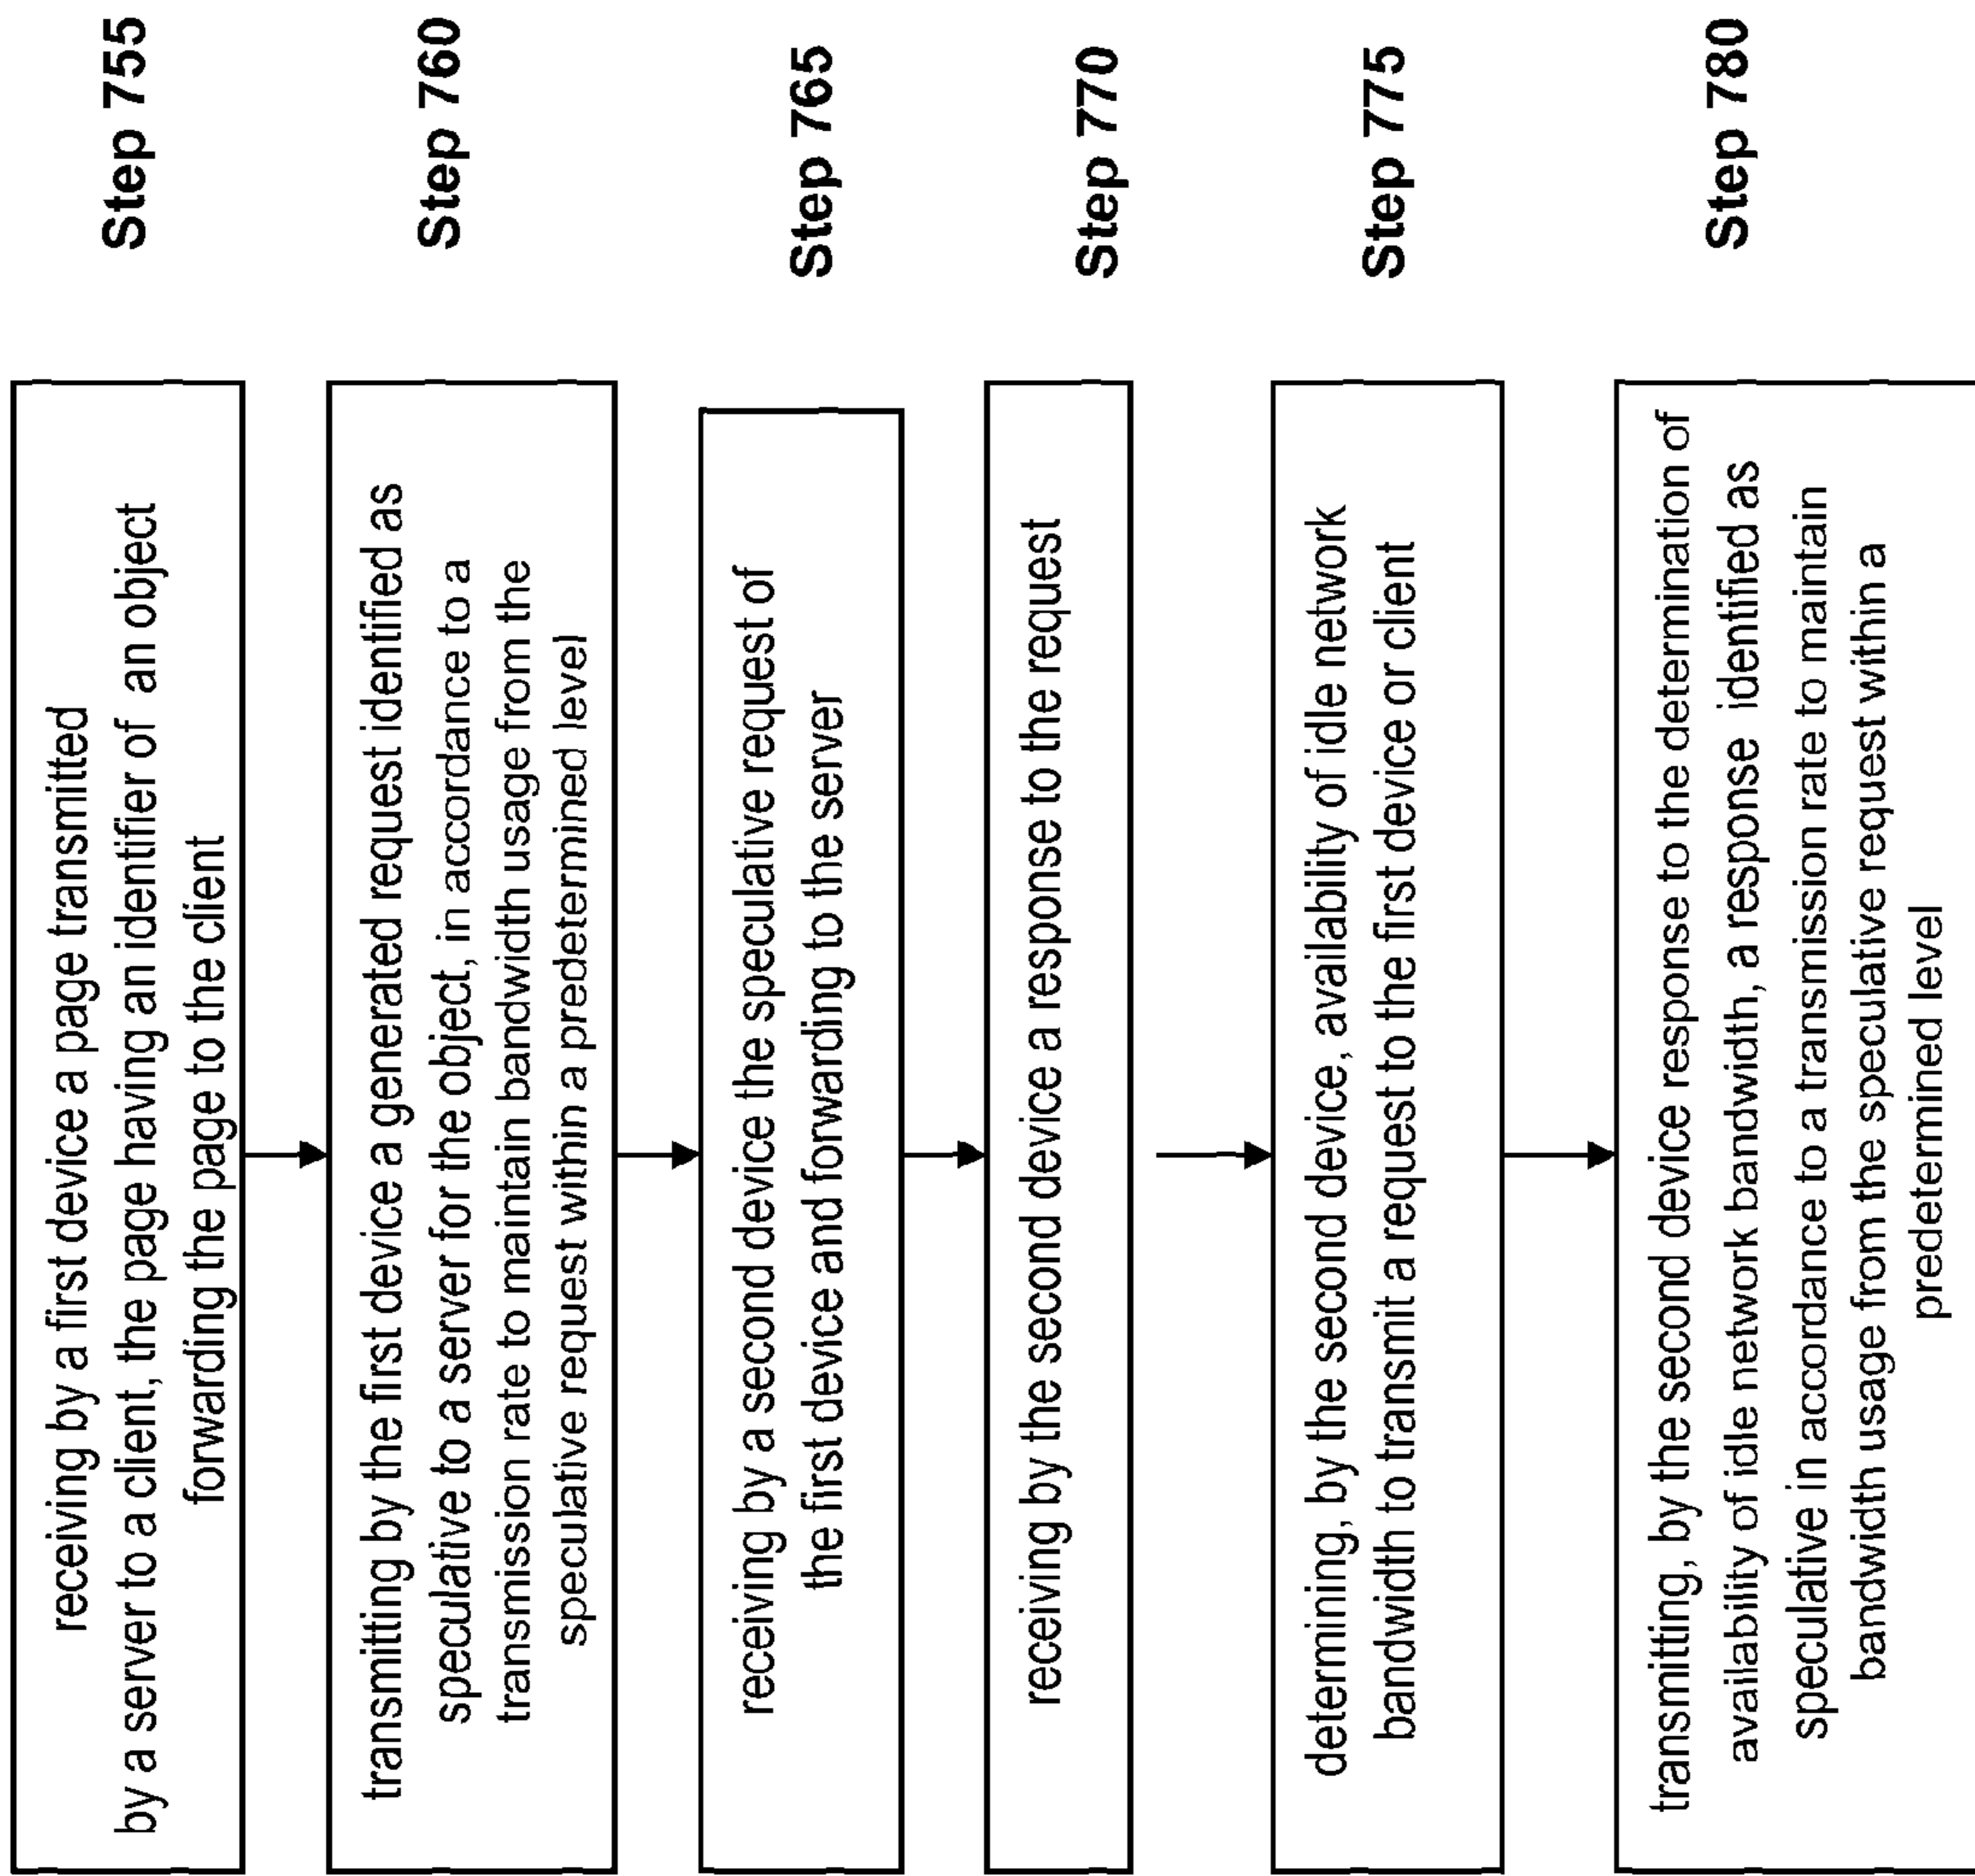 Step 755
receiving by a first device a page transmitted
by a server to a client, the page having an identifier of  an object
forwarding the page to the client
Step 760
transmitting by the first device a generated request identified as
speculative to a server for the object, in accordance to a
transmission rate to maintain bandwidth usage from the
speculative request within a predetermined level
Step 765
receiving by a second device the speculative request of
the first device and forwarding to the server
Step 770
receiving by the second device a response to the request
Step 775
determining, by the second device, availability of idle network
bandwidth to transmit a request to the first device or client
Step 780
transmitting, by the second device response to the determination of
availability of idle network bandwidth, a response  identified as
speculative in accordance to a transmission rate to maintain
bandwidth usage from the speculative request within a
predetermined level